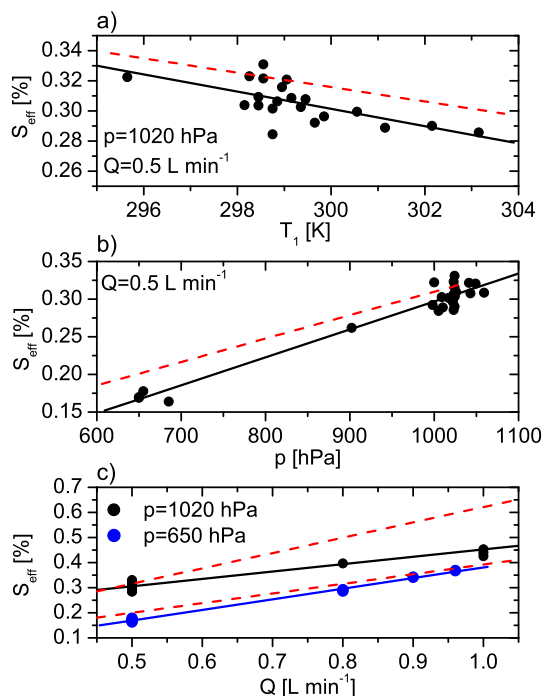 a)
0.34
0.32
0.30
0.28
0.26
S_eff [%]
p=1020 hPa
Q=0.5 L min⁻¹
296 298 300 302 304
T₁ [K]
b)
0.35
0.30
0.25
0.20
0.15
S_eff [%]
Q=0.5 L min⁻¹
600 700 800 900 1000 1100
p [hPa]
c)
0.7
0.6
0.5
0.4
0.3
0.2
0.1
S_eff [%]
p=1020 hPa
p=650 hPa
0.5 0.6 0.7 0.8 0.9 1.0
Q [L min⁻¹]